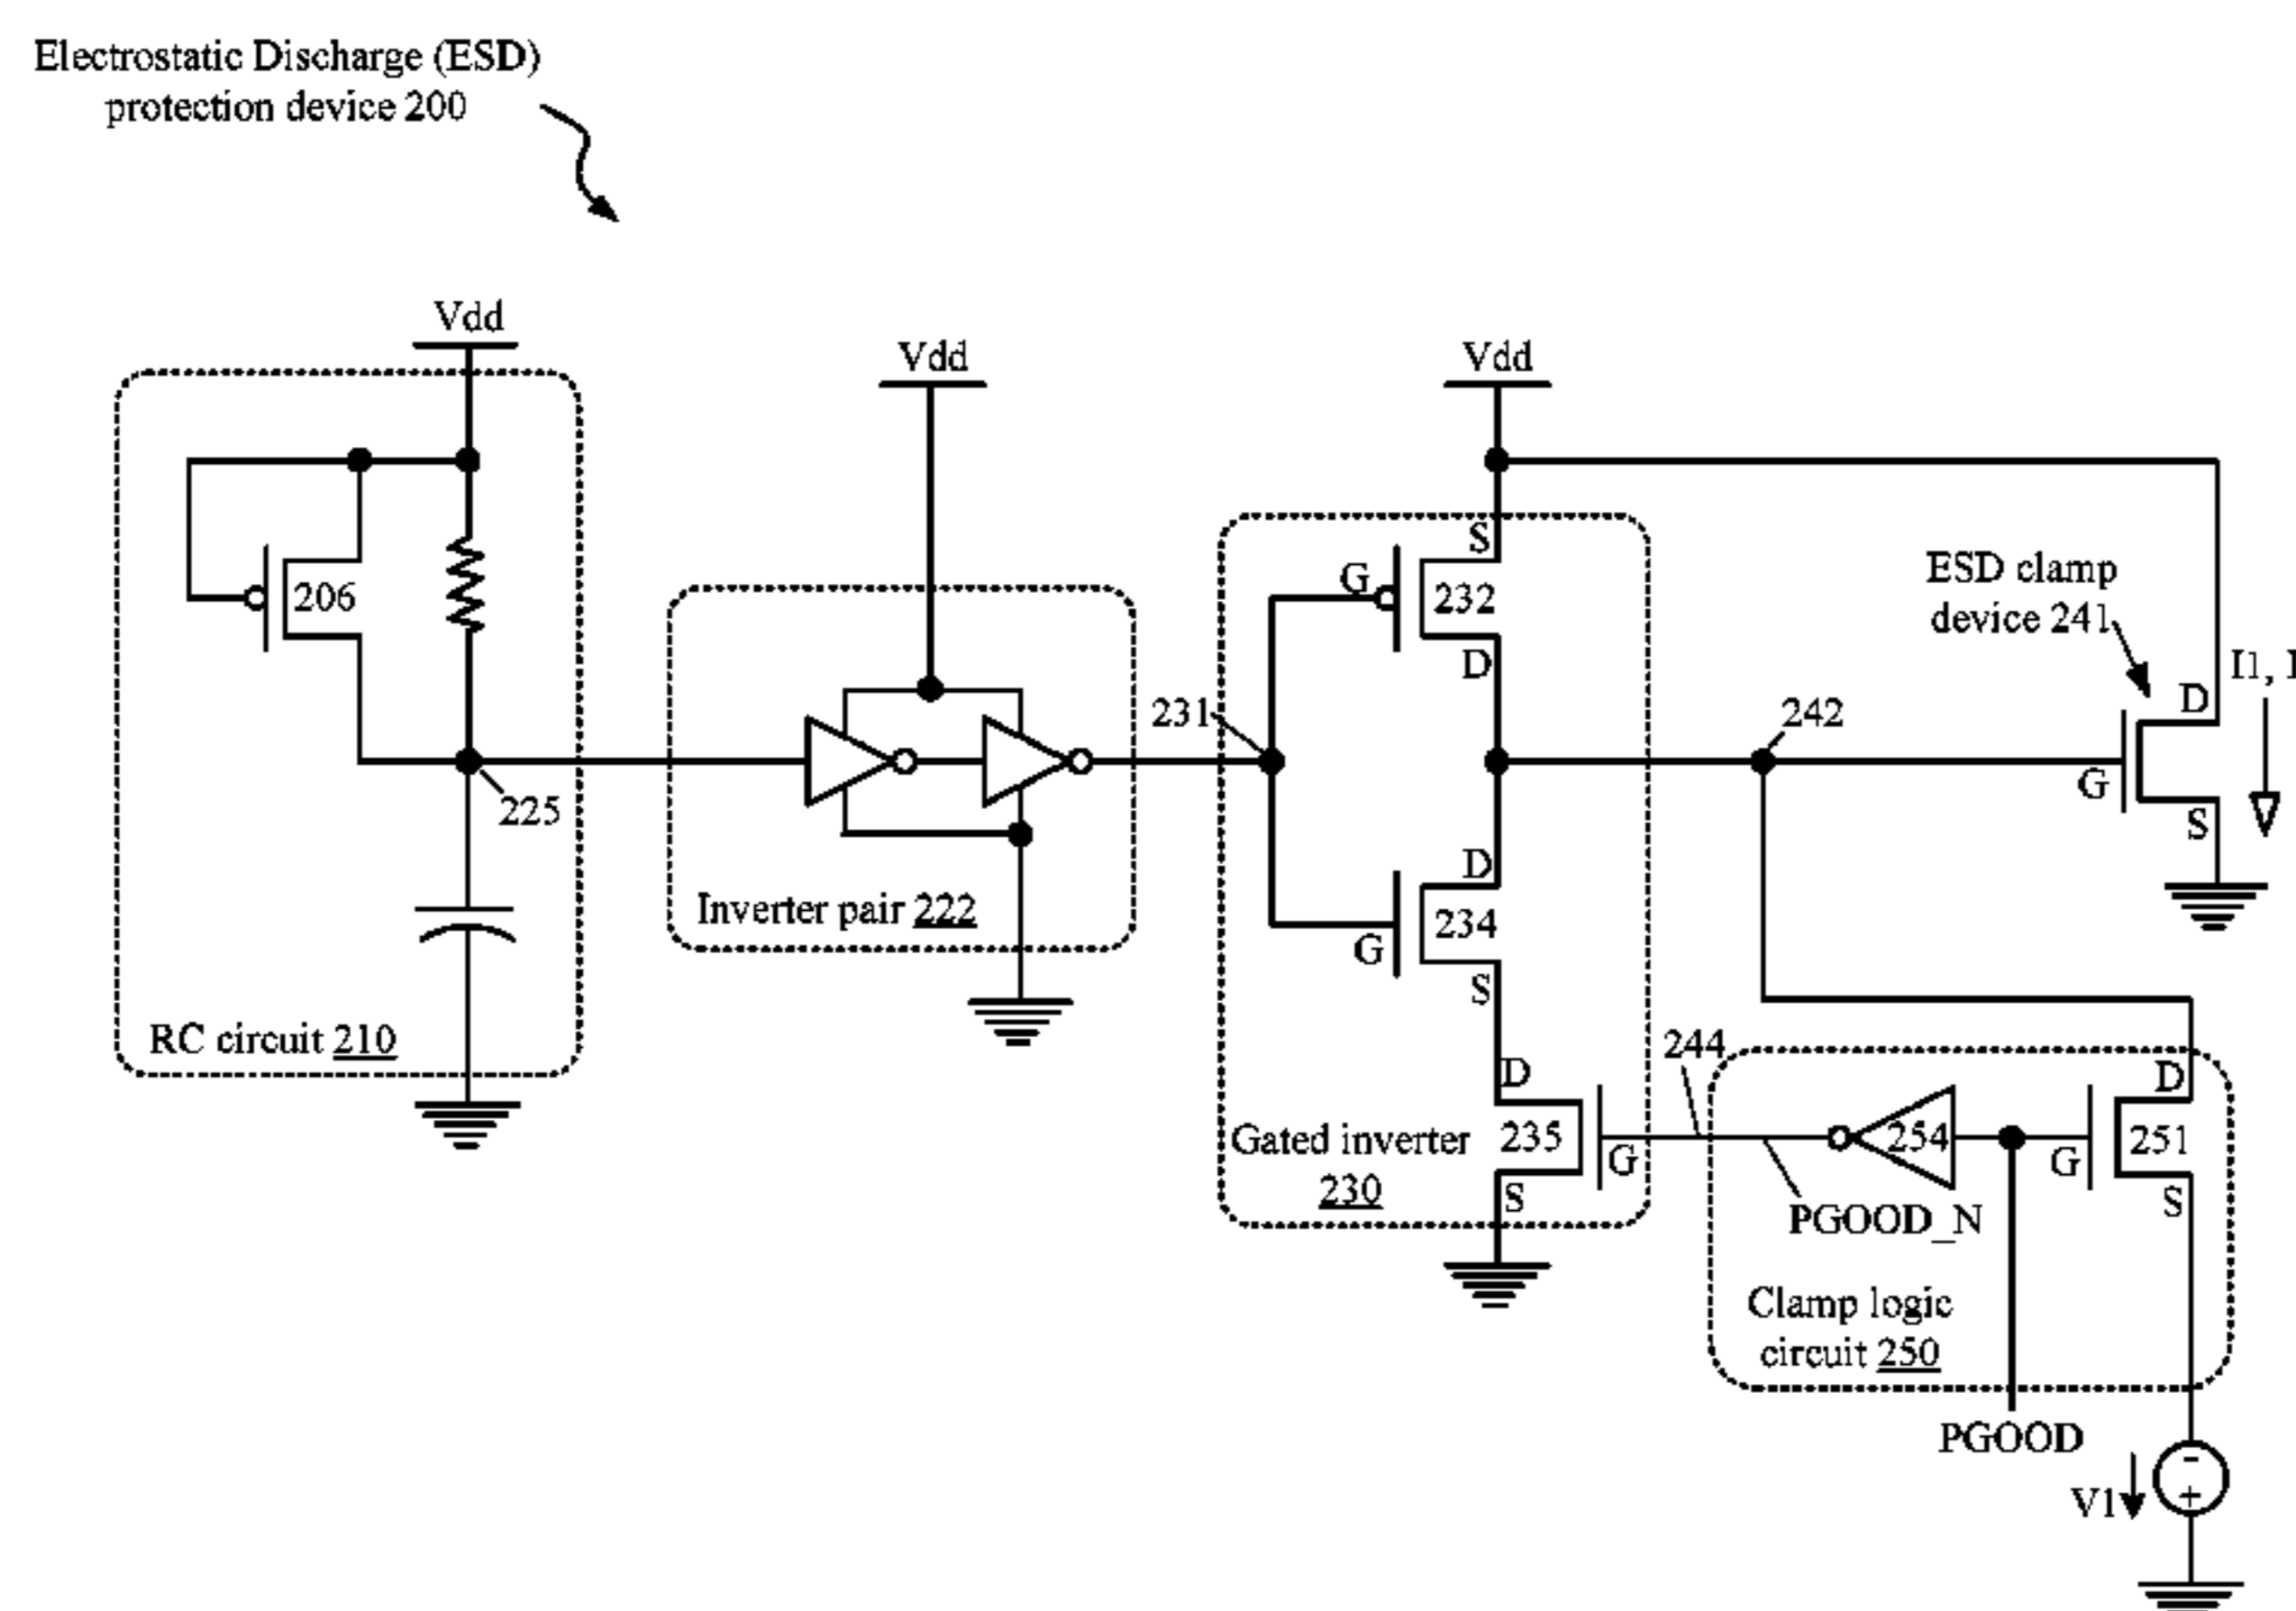 Electrostatic Discharge (ESD)
protection device 200
Vdd
Vdd
Vdd
206
225
RC circuit 210
Inverter pair 222
231
S
G
232
D
D
234
G
S
D
235
G
S
Gated inverter
230
242
ESD clamp
device 241
D
G
S
I1,
244
PGOOD_N
254
D
251
G
S
Clamp logic
circuit 250
PGOOD
V1
-
+